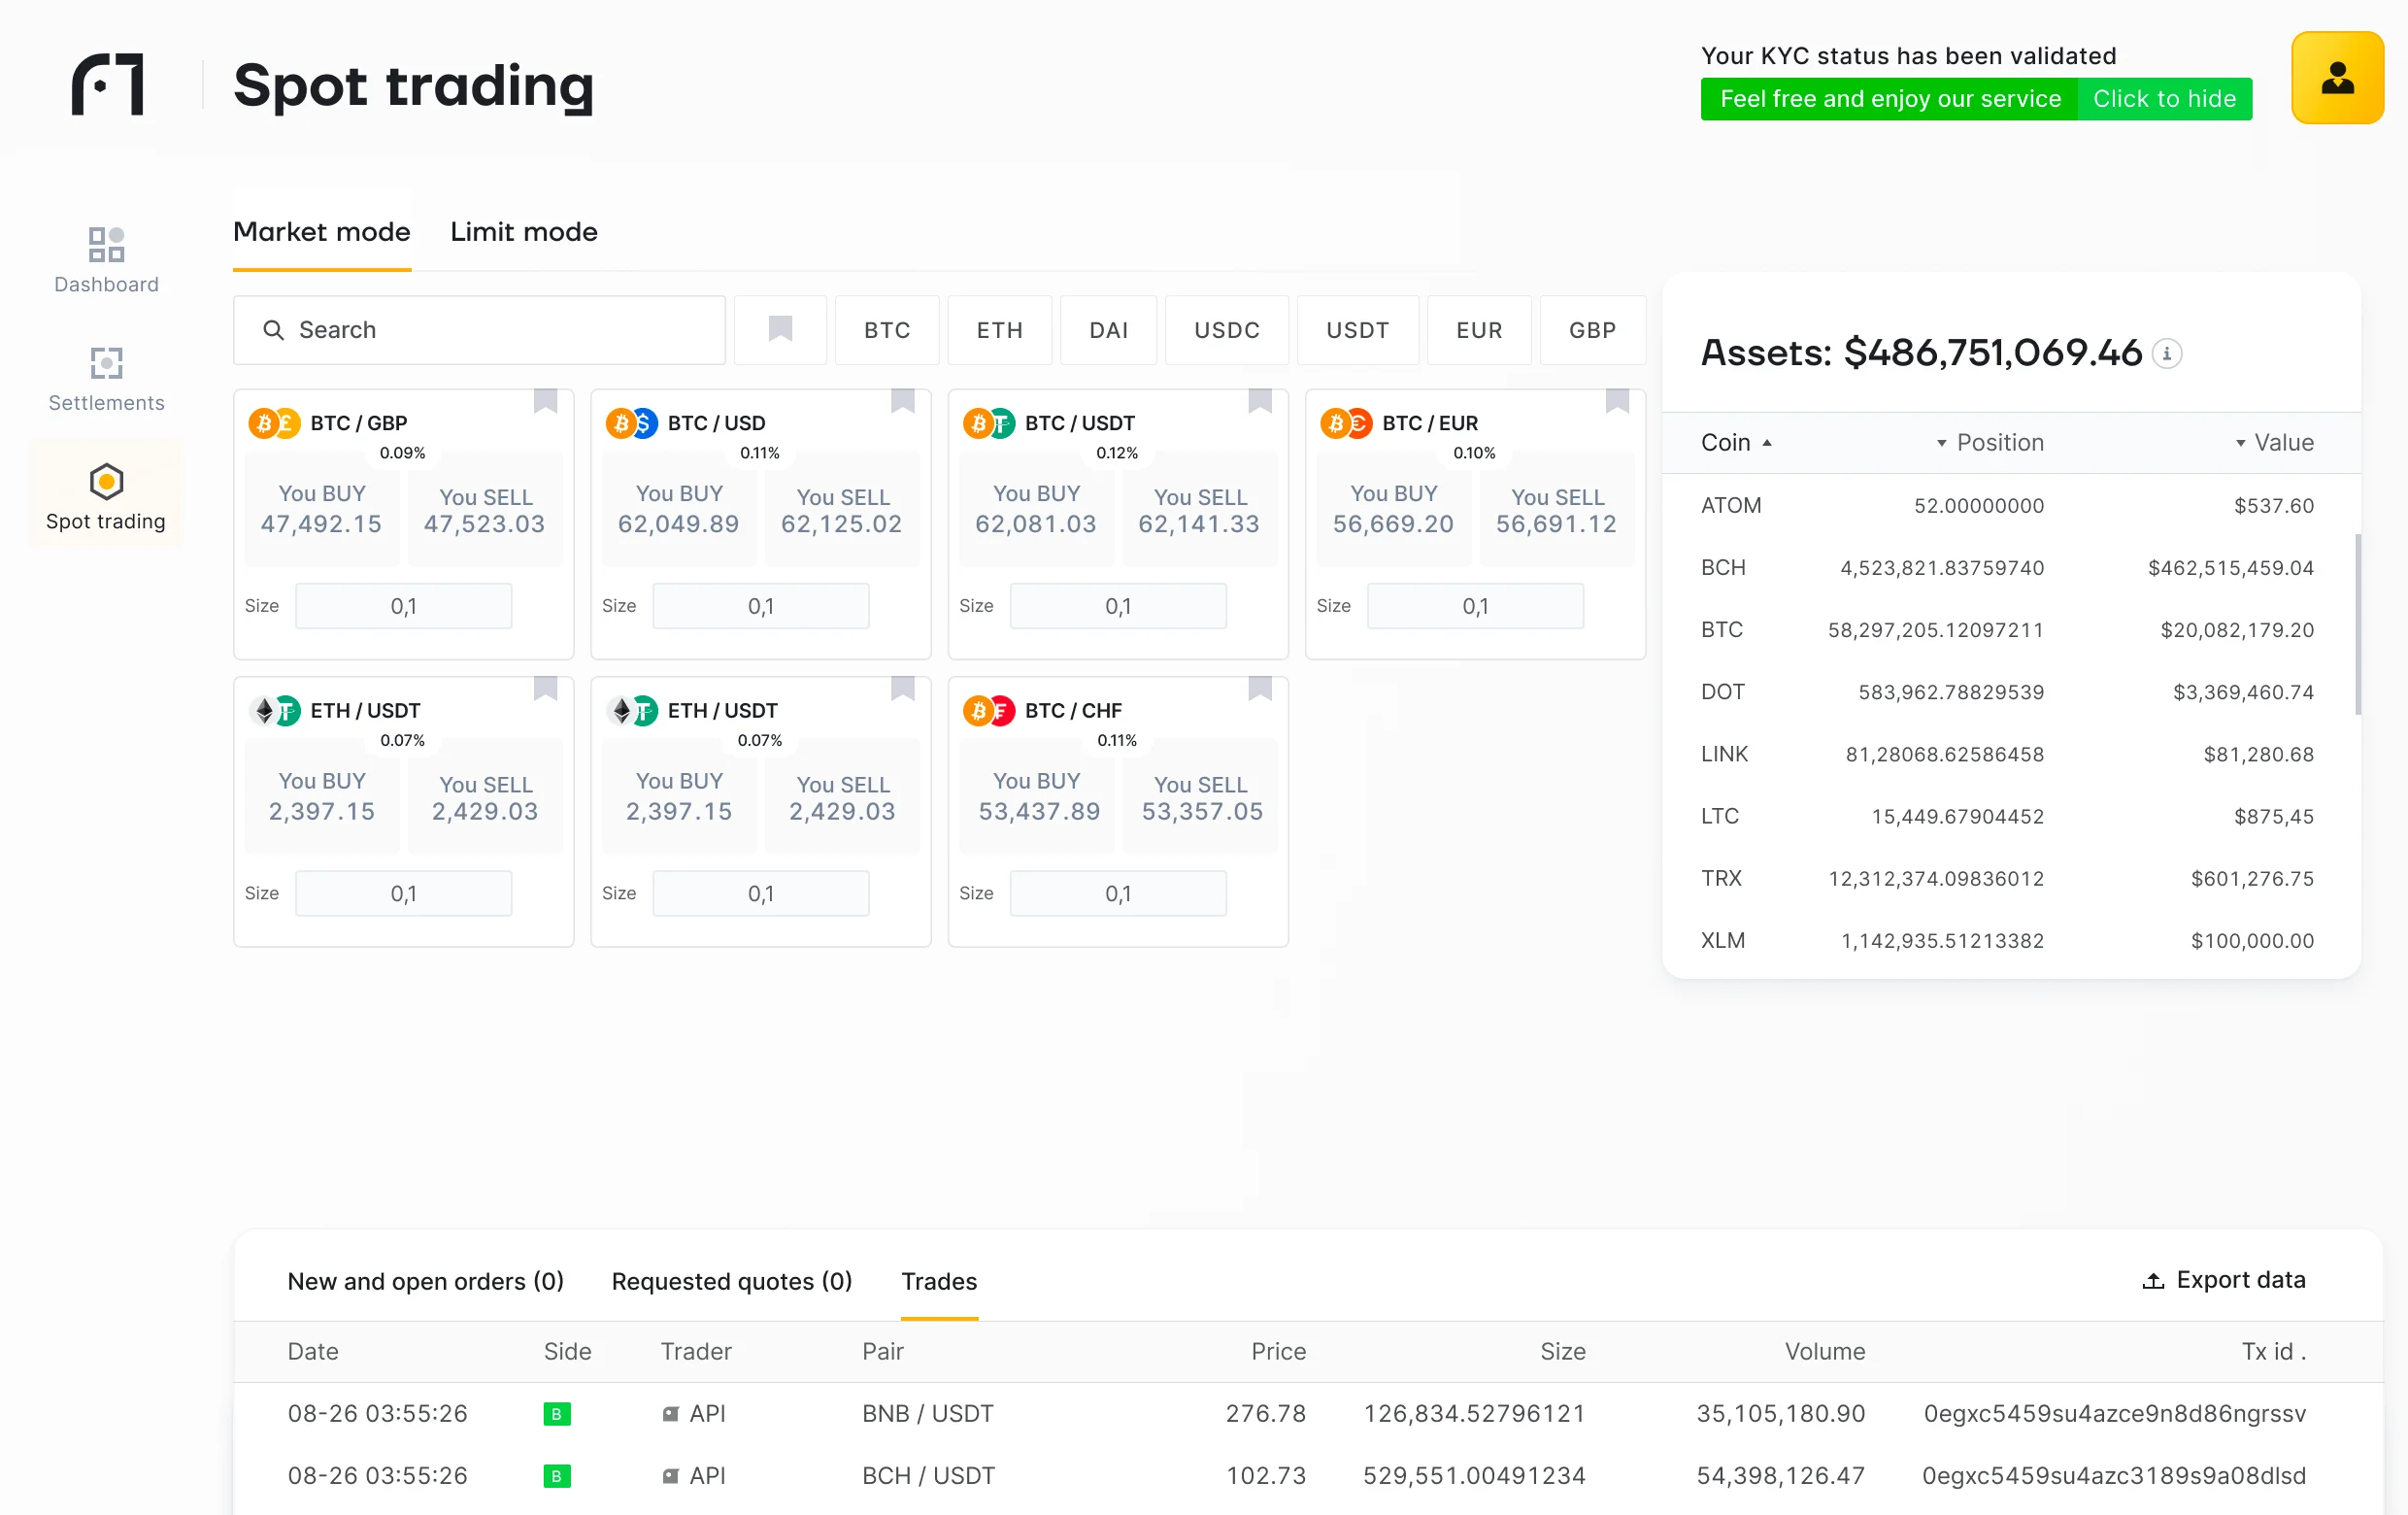 Spot trading
Your KYC status has been validated
Feel free and enjoy our service Click to hide
Dashboard
Settlements
Spot trading
Market mode Limit mode
Search BTC ETH DAI USDC USDT EUR GBP
BTC / GBP
0.09%
You BUY You SELL
47,492.15 47,523.03
Size 0,1
BTC / USD
0.11%
You BUY You SELL
62,049.89 62,125.02
Size 0,1
BTC / USDT
0.12%
You BUY You SELL
62,081.03 62,141.33
Size 0,1
BTC / EUR
0.10%
You BUY You SELL
56,669.20 56,691.12
Size 0,1
ETH / USDT
0.07%
You BUY You SELL
2,397.15 2,429.03
Size 0,1
ETH / USDT
0.07%
You BUY You SELL
2,397.15 2,429.03
Size 0,1
BTC / CHF
0.11%
You BUY You SELL
53,437.89 53,357.05
Size 0,1
Assets: $486,751,069.46
Coin Position Value
ATOM 52.00000000 $537.60
BCH 4,523,821.83759740 $462,515,459.04
BTC 58,297,205.12097211 $20,082,179.20
DOT 583,962.78829539 $3,369,460.74
LINK 81,28068.62586458 $81,280.68
LTC 15,449.67904452 $875,45
TRX 12,312,374.09836012 $601,276.75
XLM 1,142,935.51213382 $100,000.00
New and open orders (0) Requested quotes (0) Trades Export data
Date Side Trader Pair Price Size Volume Tx id .
08-26 03:55:26 B API BNB / USDT 276.78 126,834.52796121 35,105,180.90 0egxc5459su4azce9n8d86ngrssv
08-26 03:55:26 B API BCH / USDT 102.73 529,551.00491234 54,398,126.47 0egxc5459su4azc3189s9a08dlsd